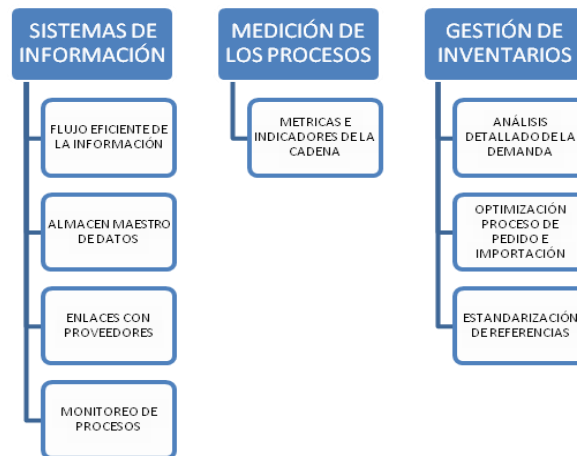 SISTEMAS DE
INFORMACIÓN
FLUJO EFICIENTE DE
LA INFORMACIÓN
ALMACEN MAESTRO
DE DATOS
ENLACES CON
PROVEEDORES
MONITOREO DE
PROCESOS
MEDICIÓN DE
LOS PROCESOS
METRICAS E
INDICADORES DE LA
CADENA
GESTIÓN DE
INVENTARIOS
ANÁLISIS
DETALLADO DE LA
DEMANDA
OPTIMIZACIÓN
PROCESO DE
PEDIDO E
IMPORTACIÓN
ESTANDARIZACIÓN
DE REFERENCIAS